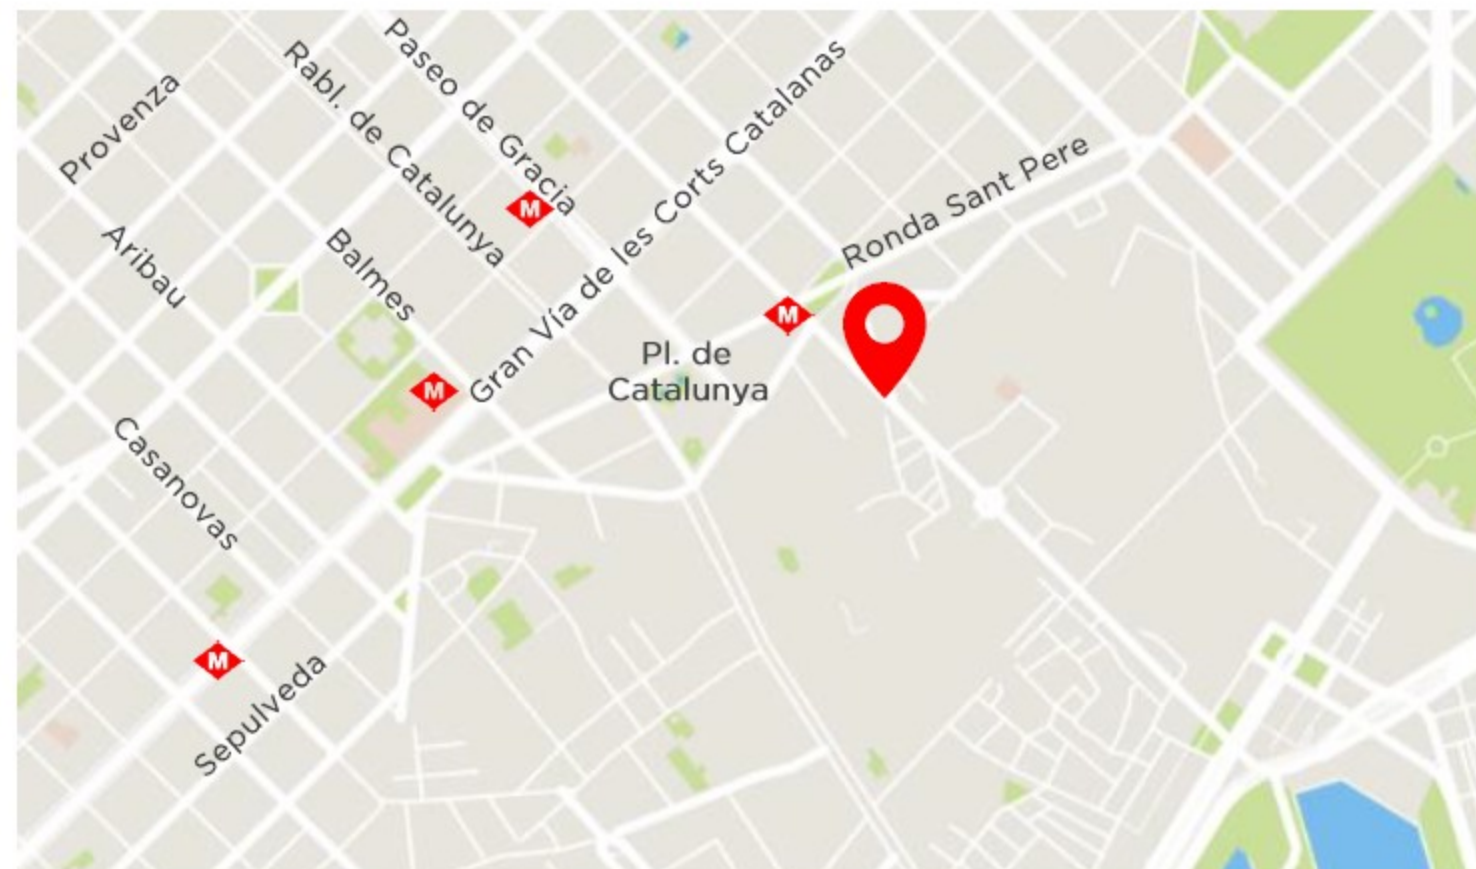 Paseo de Gracia
Rabl. de Catalunya
Provenza
Gran Vía de les Corts Catalanas
Ronda Sant Pere
M
Aribau
Balmes
M
Pl. de
Catalunya
M
Casanovas
M
Sepulveda